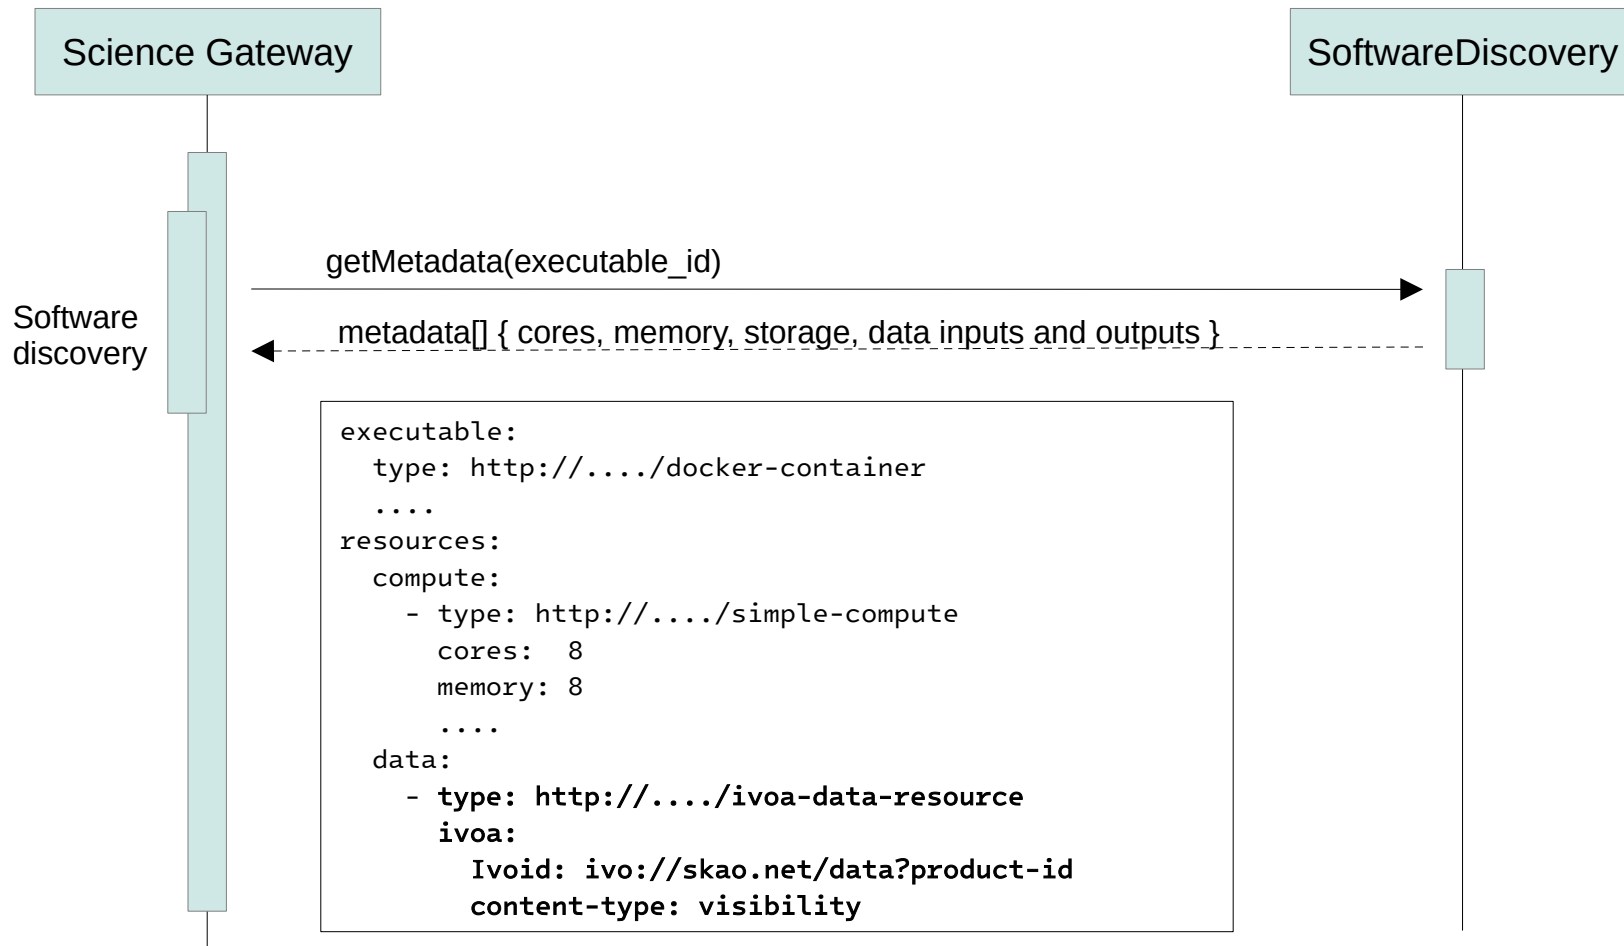 Science Gateway
SoftwareDiscovery
getMetadata(executable_id)
Software
discovery
metadata[] { cores, memory, storage, data inputs and outputs }
executable:
  type: http://..../docker-container
  ....
resources:
  compute:
    - type: http://..../simple-compute
      cores:  8
      memory: 8
      ....
  data:
    - type: http://..../ivoa-data-resource
      ivoa:
        Ivoid: ivo://skao.net/data?product-id
        content-type: visibility